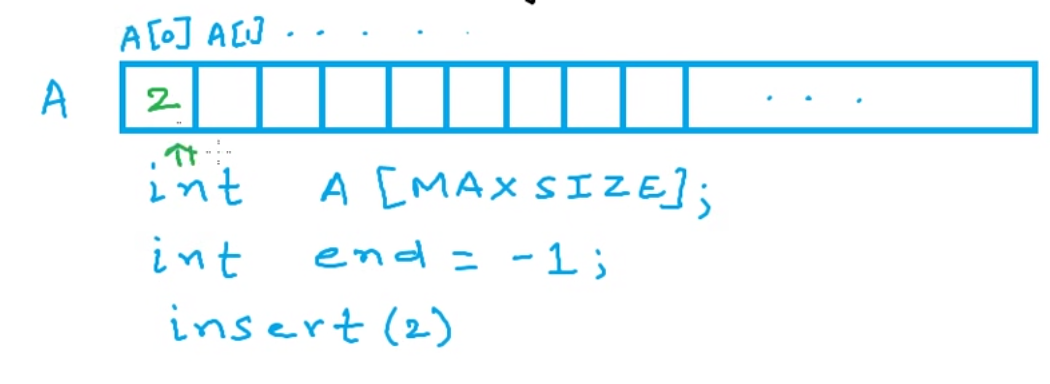 A[0] A[1] . . . . .
A 2 . . .
int A [MAXSIZE];
int end = -1;
insert (2)